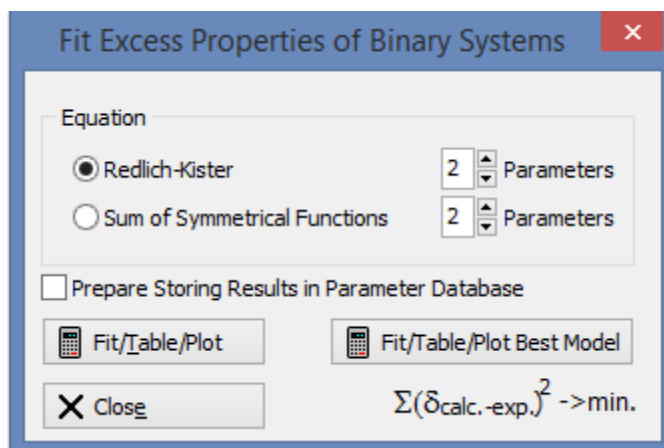 Fit Excess Properties of Binary Systems
Equation
Redlich-Kister 2 Parameters
Sum of Symmetrical Functions 2 Parameters
Prepare Storing Results in Parameter Database
Fit/Table/Plot Fit/Table/Plot Best Model
Close Σ(δcalc.-exp.)² ->min.